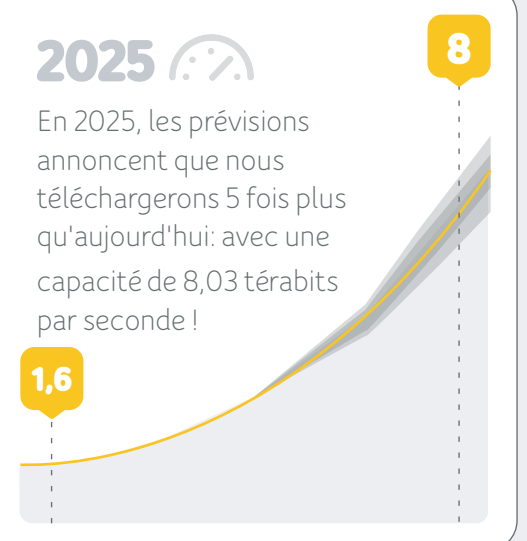 2025
8
En 2025, les prévisions
annoncent que nous
téléchargerons 5 fois plus
qu'aujourd'hui: avec une
capacité de 8,03 térabits
par seconde !
1,6